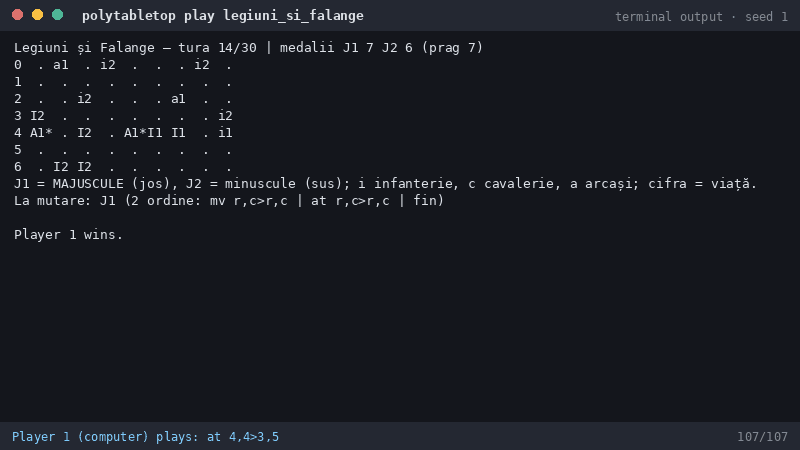 polytabletop play legiuni_si_falange
terminal output · seed 1
Legiuni și Falange — tura 14/30 | medalii J1 7 J2 6 (prag 7)
0  . a1  . i2  .  .  . i2  .
1  .  .  .  .  .  .  .  .  .
2  .  . i2  .  .  . a1  .  .
3 I2  .  .  .  .  .  .  . i2
4 A1* . I2  . A1*I1 I1  . i1
5  .  .  .  .  .  .  .  .  .
6  . I2 I2  .  .  .  .  .  .
J1 = MAJUSCULE (jos), J2 = minuscule (sus); i infanterie, c cavalerie, a arcași; cifra = viață.
La mutare: J1 (2 ordine: mv r,c>r,c | at r,c>r,c | fin)
Player 1 wins.
Player 1 (computer) plays: at 4,4>3,5
107/107